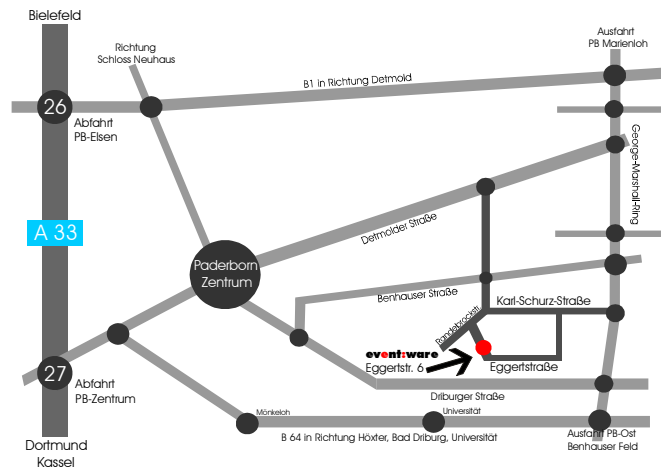 Bielefeld
Ausfahrt
PB Marienloh
Richtung
Schloss Neuhaus
B1 in Richtung Detmold
26
Abfahrt
PB-Elsen
George-Marshall-Ring
A 33
Detmolder Straße
Paderborn
Zentrum
Benhauser Straße
Karl-Schurz-Straße
Randebrockstr.
event:ware
Eggertstr. 6
Eggertstraße
27
Abfahrt
PB-Zentrum
Driburger Straße
Mönkeloh
Universität
B 64 in Richtung Höxter, Bad Driburg, Universität
Ausfahrt PB-Ost
Benhauser Feld
Dortmund
Kassel